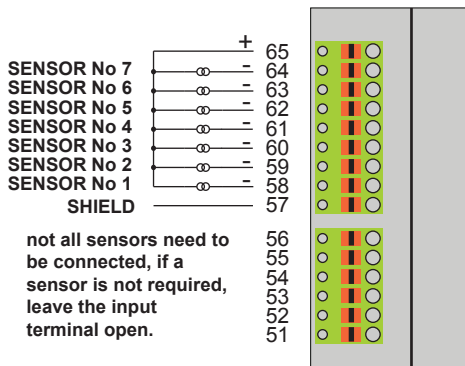 + 65
SENSOR No 7 - 64
SENSOR No 6 - 63
SENSOR No 5 - 62
SENSOR No 4 - 61
SENSOR No 3 - 60
SENSOR No 2 - 59
SENSOR No 1 - 58
SHIELD 57
not all sensors need to
be connected, if a
sensor is not required,
leave the input
terminal open.
56
55
54
53
52
51